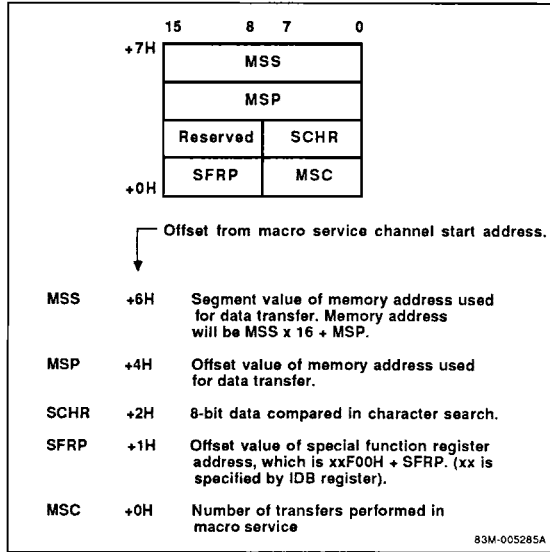 15 8 7 0
+7H
MSS
MSP
Reserved SCHR
SFRP MSC
+0H
Offset from macro service channel start address.
MSS +6H Segment value of memory address used
for data transfer. Memory address
will be MSS x 16 + MSP.
MSP +4H Offset value of memory address used
for data transfer.
SCHR +2H 8-bit data compared in character search.
SFRP +1H Offset value of special function register
address, which is xxF00H + SFRP. (xx is
specified by IDB register).
MSC +0H Number of transfers performed in
macro service
83M-005285A